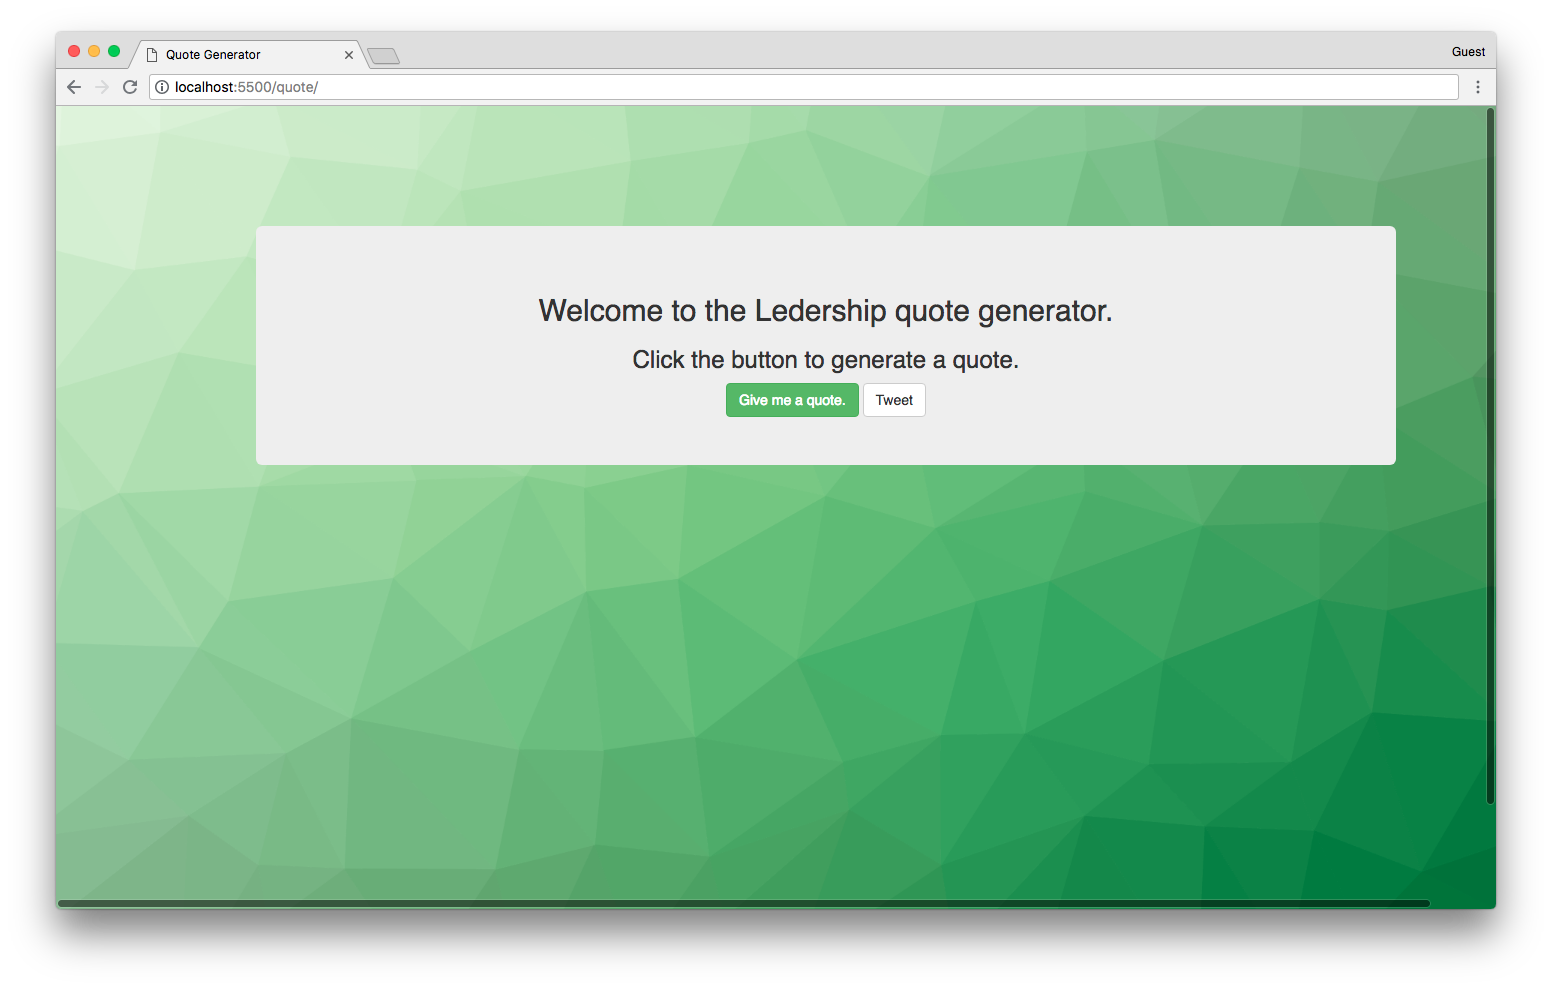 Quote Generator
Guest
localhost:5500/quote/
Welcome to the Ledership quote generator.
Click the button to generate a quote.
Give me a quote. Tweet